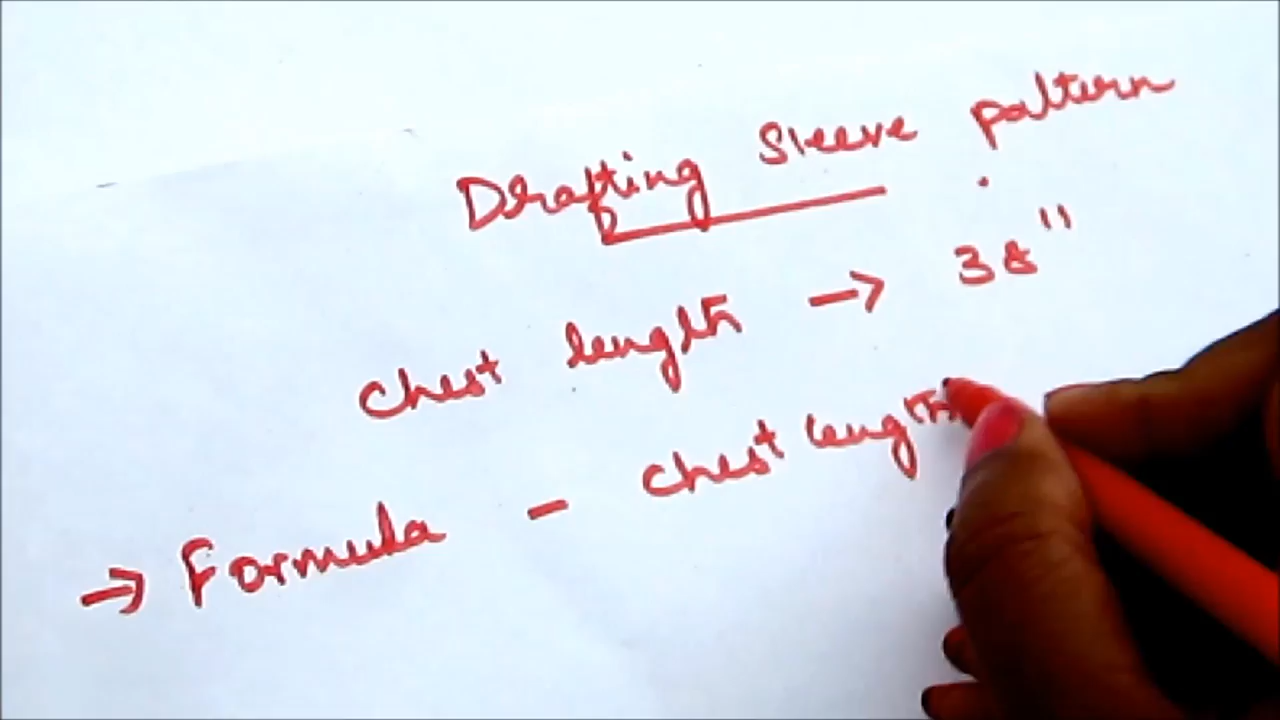 Drafting Sleeve pattern
chest length → 38"
→ Formula - chest length